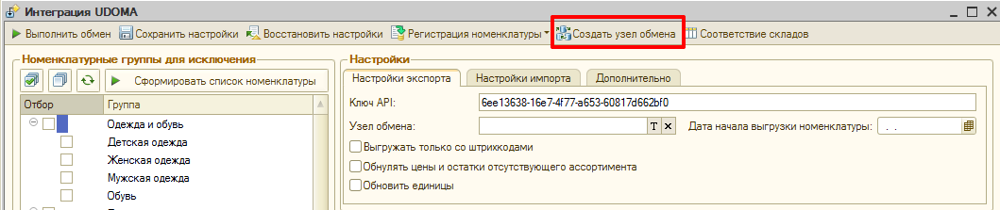 Интеграция UDOMA
Выполнить обмен Сохранить настройки Восстановить настройки Регистрация номенклатуры Создать узел обмена Соответствие складов
Номенклатурные группы для исключения
Сформировать список номенклатуры
Отбор Группа
Одежда и обувь
Детская одежда
Женская одежда
Мужская одежда
Обувь
Настройки
Настройки экспорта Настройки импорта Дополнительно
Ключ API: 6ee13638-16e7-4f77-a653-60817d662bf0
Узел обмена: T × Дата начала выгрузки номенклатуры: . .
Выгружать только со штрихкодами
Обнулять цены и остатки отсутствующего ассортимента
Обновить единицы